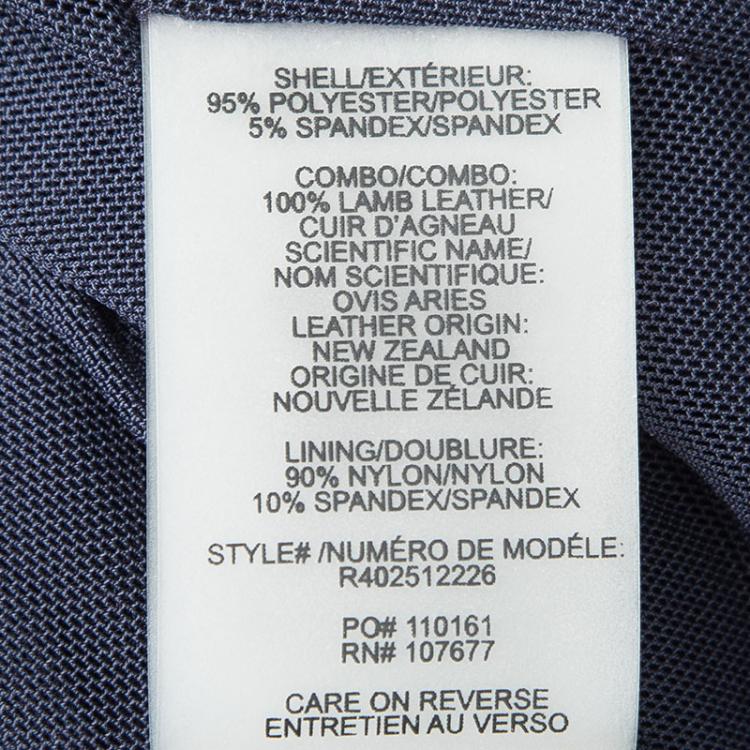 SHELL/EXTÉRIEUR:
95% POLYESTER/POLYESTER
5% SPANDEX/SPANDEX
COMBO/COMBO:
100% LAMB LEATHER/
CUIR D'AGNEAU
SCIENTIFIC NAME/
NOM SCIENTIFIQUE:
OVIS ARIES
LEATHER ORIGIN:
NEW ZEALAND
ORIGINE DE CUIR:
NOUVELLE ZÉLANDE
LINING/DOUBLURE:
90% NYLON/NYLON
10% SPANDEX/SPANDEX
STYLE# /NUMÉRO DE MODÉLE:
R402512226
PO# 110161
RN# 107677
CARE ON REVERSE
ENTRETIEN AU VERSO